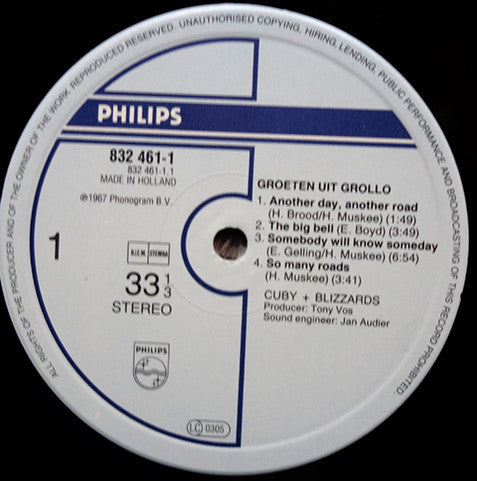 ALL RIGHTS OF THE PRODUCER AND OF THE OWNER OF THE WORK REPRODUCED RESERVED. UNAUTHORISED COPYING, HIRING, LENDING, PUBLIC PERFORMANCE AND BROADCASTING OF THIS RECORD PROHIBITED.
PHILIPS
832 461-1
832 461-1.1
MADE IN HOLLAND
℗1967 Phonogram B.V.
1
B.I.E.M. STEMRA
33 1/3
STEREO
PHILIPS
LC 0305
GROETEN UIT GROLLO
1. Another day, another road
(H. Brood/H. Muskee) (1:49)
2. The big bell (E. Boyd) (3:49)
3. Somebody will know someday
(E. Gelling/H. Muskee) (6:54)
4. So many roads
(H. Muskee) (3:41)
CUBY + BLIZZARDS
Producer: Tony Vos
Sound engineer: Jan Audier